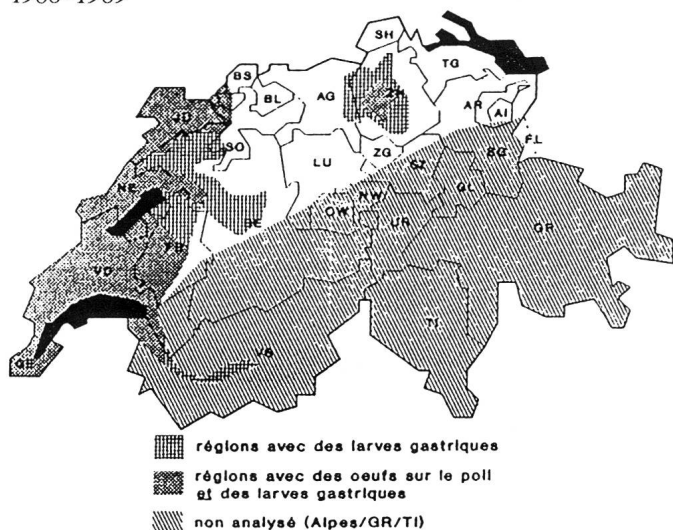 SH
TG
BS
BL
AG
ZH
AR
AI
JU
SO
ZG
FL
LU
SZ
SG
NE
NW
GL
BE
OW
UR
GR
FR
VD
TI
VS
GE
régions avec des larves gastriques
régions avec des oeufs sur le poil
et des larves gastriques
non analysé (Alpes/GR/TI)